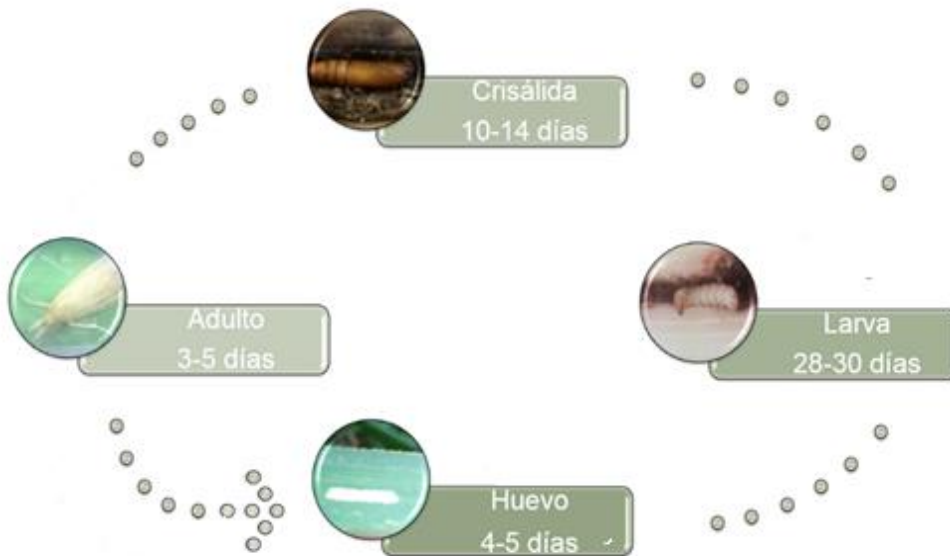 Crisálida
10-14 días
Adulto
3-5 días
Larva
28-30 días
Huevo
4-5 días